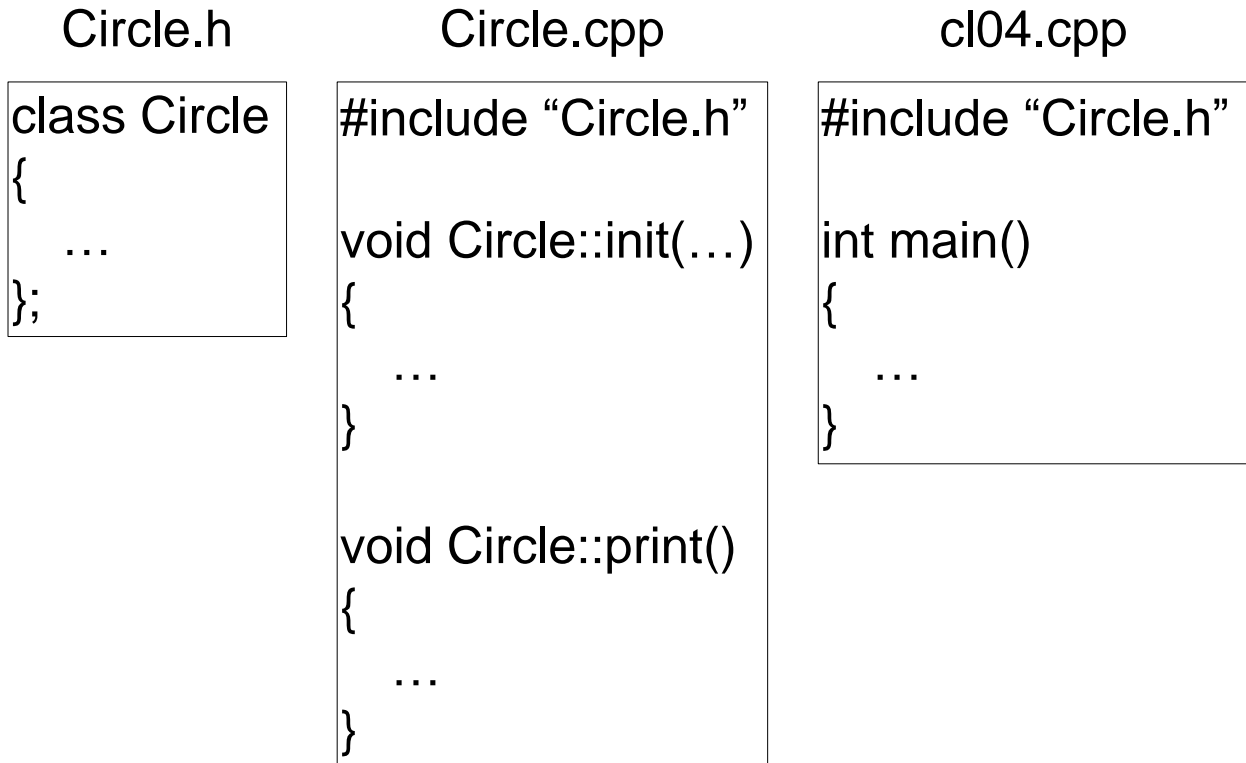 Circle.h
class Circle
{
…
};
Circle.cpp
#include “Circle.h”
void Circle::init(…)
{
…
}
void Circle::print()
{
…
}
cl04.cpp
#include “Circle.h”
int main()
{
…
}